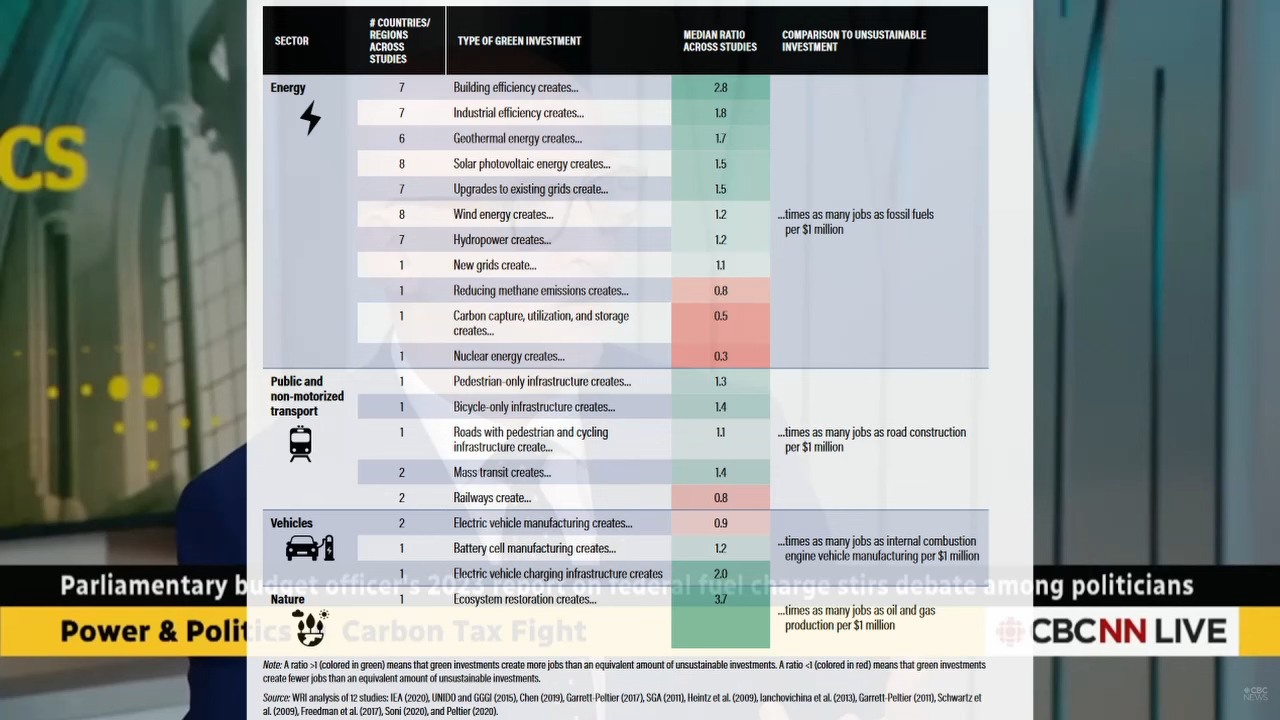 SECTOR
# COUNTRIES/
REGIONS
ACROSS
STUDIES
TYPE OF GREEN INVESTMENT
MEDIAN RATIO
ACROSS STUDIES
COMPARISON TO UNSUSTAINABLE
INVESTMENT
Energy
7 Building efficiency creates... 2.8
7 Industrial efficiency creates... 1.8
6 Geothermal energy creates... 1.7
8 Solar photovoltaic energy creates... 1.5
7 Upgrades to existing grids create... 1.5
8 Wind energy creates... 1.2
7 Hydropower creates... 1.2
1 New grids create... 1.1
1 Reducing methane emissions creates... 0.8
1 Carbon capture, utilization, and storage
creates... 0.5
1 Nuclear energy creates... 0.3
...times as many jobs as fossil fuels
per $1 million
Public and
non-motorized
transport
1 Pedestrian-only infrastructure creates... 1.3
1 Bicycle-only infrastructure creates... 1.4
1 Roads with pedestrian and cycling
infrastructure create... 1.1
2 Mass transit creates... 1.4
2 Railways create... 0.8
...times as many jobs as road construction
per $1 million
Vehicles
2 Electric vehicle manufacturing creates... 0.9
1 Battery cell manufacturing creates... 1.2
1 Electric vehicle charging infrastructure creates 2.0
...times as many jobs as internal combustion
engine vehicle manufacturing per $1 million
Nature
1 Ecosystem restoration creates... 3.7
...times as many jobs as oil and gas
production per $1 million
Note: A ratio >1 (colored in green) means that green investments create more jobs than an equivalent amount of unsustainable investments. A ratio <1 (colored in red) means that green investments
create fewer jobs than an equivalent amount of unsustainable investments.
Source: WRI analysis of 12 studies: IEA (2020), UNIDO and GGGI (2015), Chen (2019), Garrett-Peltier (2017), SGA (2011), Heintz et al. (2009), Ianchovichina et al. (2013), Garrett-Peltier (2011), Schwartz et
al. (2009), Freedman et al. (2017), Soni (2020), and Peltier (2020).
CS
Parliamentary budget officer's report federal fuel charge stirs debate among politicians
Power & Politics Carbon Tax Fight
CBCNN LIVE
CBC
NEWS